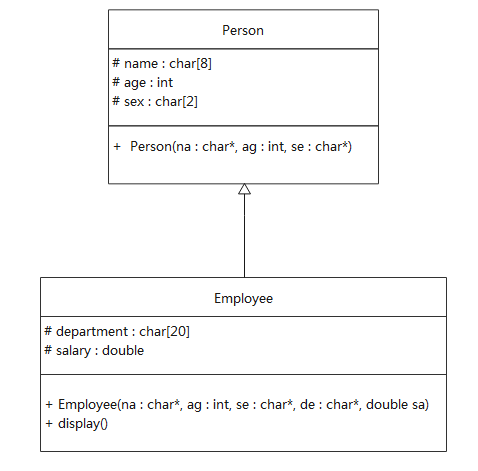 Person
# name : char[8]
# age : int
# sex : char[2]
+ Person(na : char*, ag : int, se : char*)
Employee
# department : char[20]
# salary : double
+ Employee(na : char*, ag : int, se : char*, de : char*, double sa)
+ display()